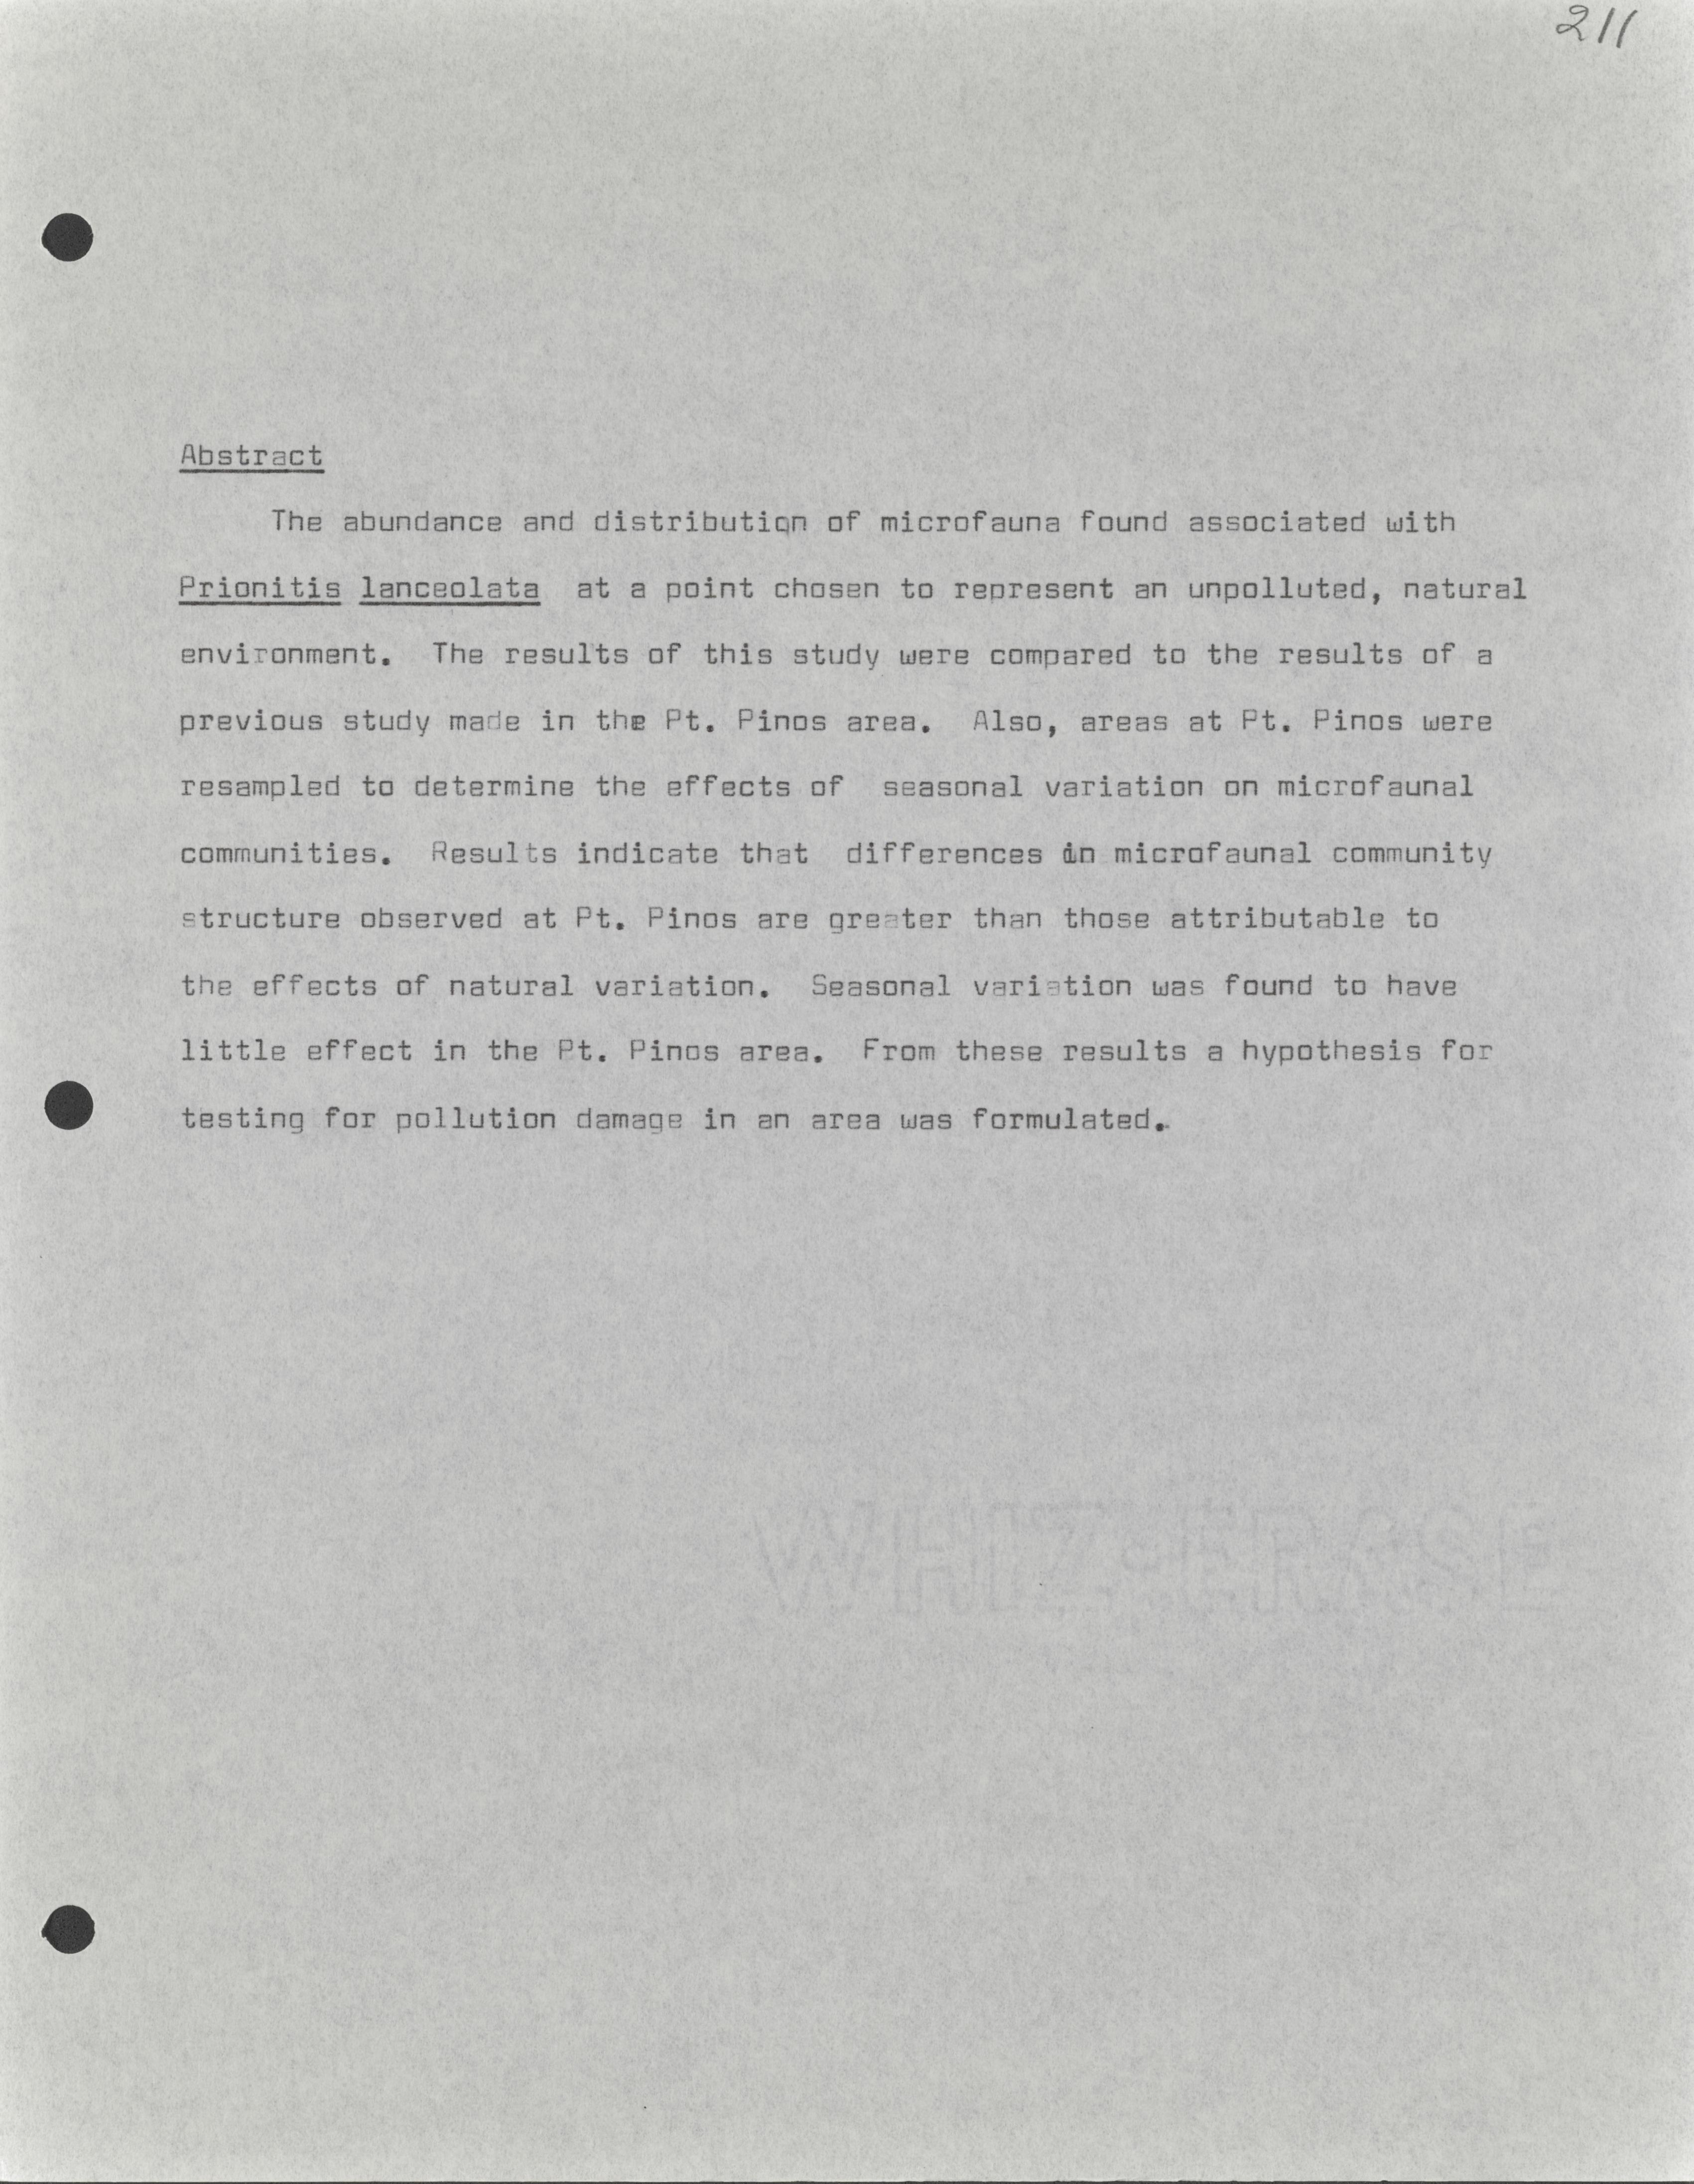 211
Abstract
The abundance and distribution of microfauna found associated with
Prionitis lanceolata at a point chosen to represent an unpolluted, natural
environment. The results of this study were compared to the results of a
previous study made in the Pt. Pinos area. Also, areas at Pt. Pinos were
resampled to determine the effects of seasonal variation on microfaunal
communities. Results indicate that differences in microfaunal community
structure observed at Pt. Pinos are greater than those attributable to
the effects of natural variation. Seasonal variation was found to have
little effect in the Pt. Pinos area. From these results a hypothesis for
testing for pollution damage in an area was formulated.
WHIZ-ERASE